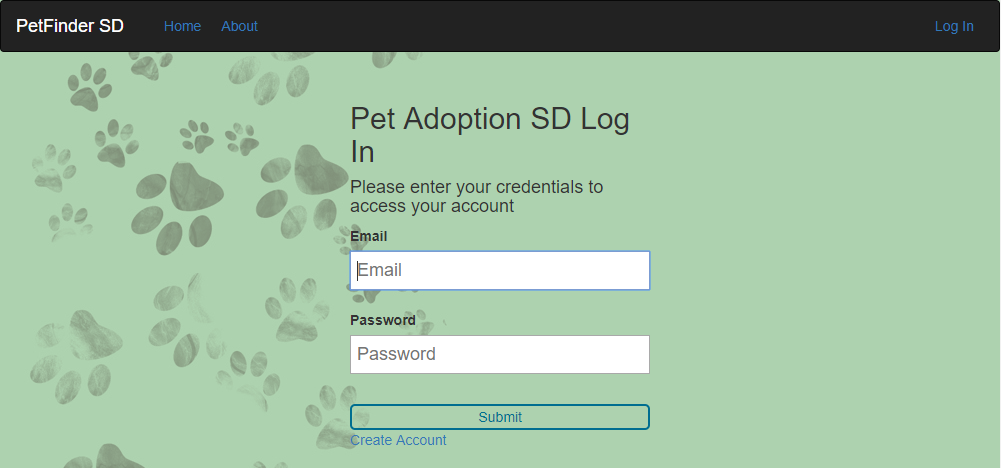 PetFinder SD Home About Log In
Pet Adoption SD Log
In
Please enter your credentials to
access your account
Email
Email
Password
Password
Submit
Create Account